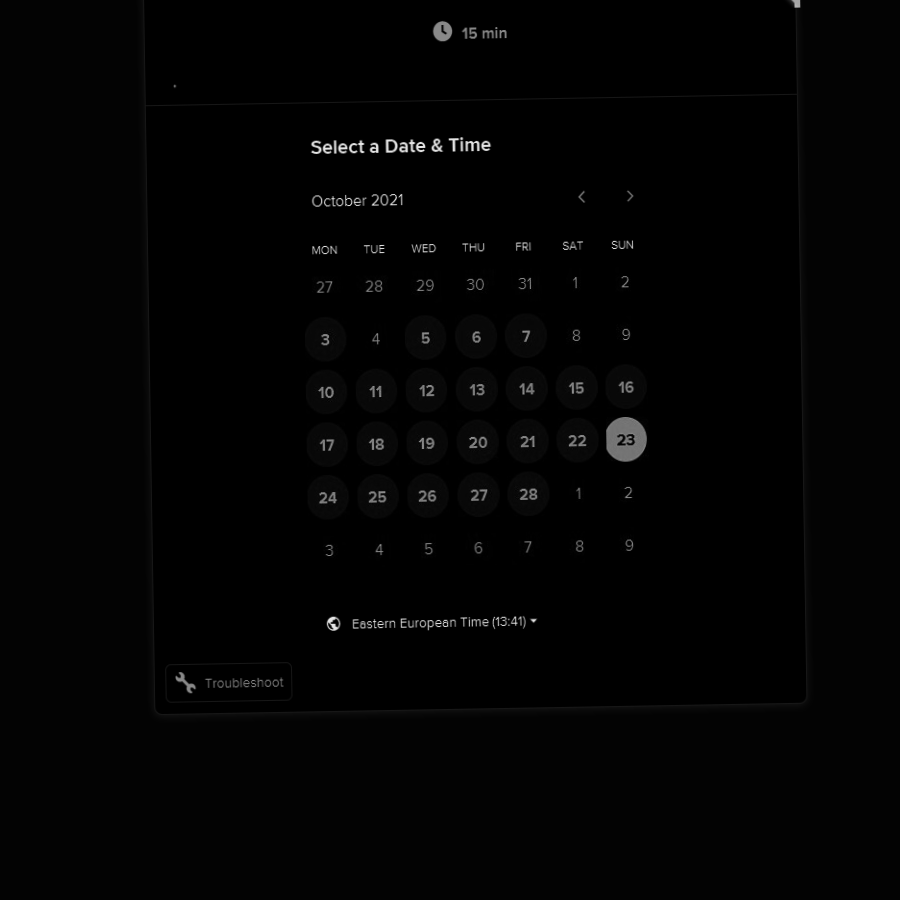 15 min
.
Select a Date & Time
October 2021
MON TUE WED THU FRI SAT SUN
27 28 29 30 31 1 2
3 4 5 6 7 8 9
10 11 12 13 14 15 16
17 18 19 20 21 22 23
24 25 26 27 28 1 2
3 4 5 6 7 8 9
Eastern European Time (13:41)
Troubleshoot